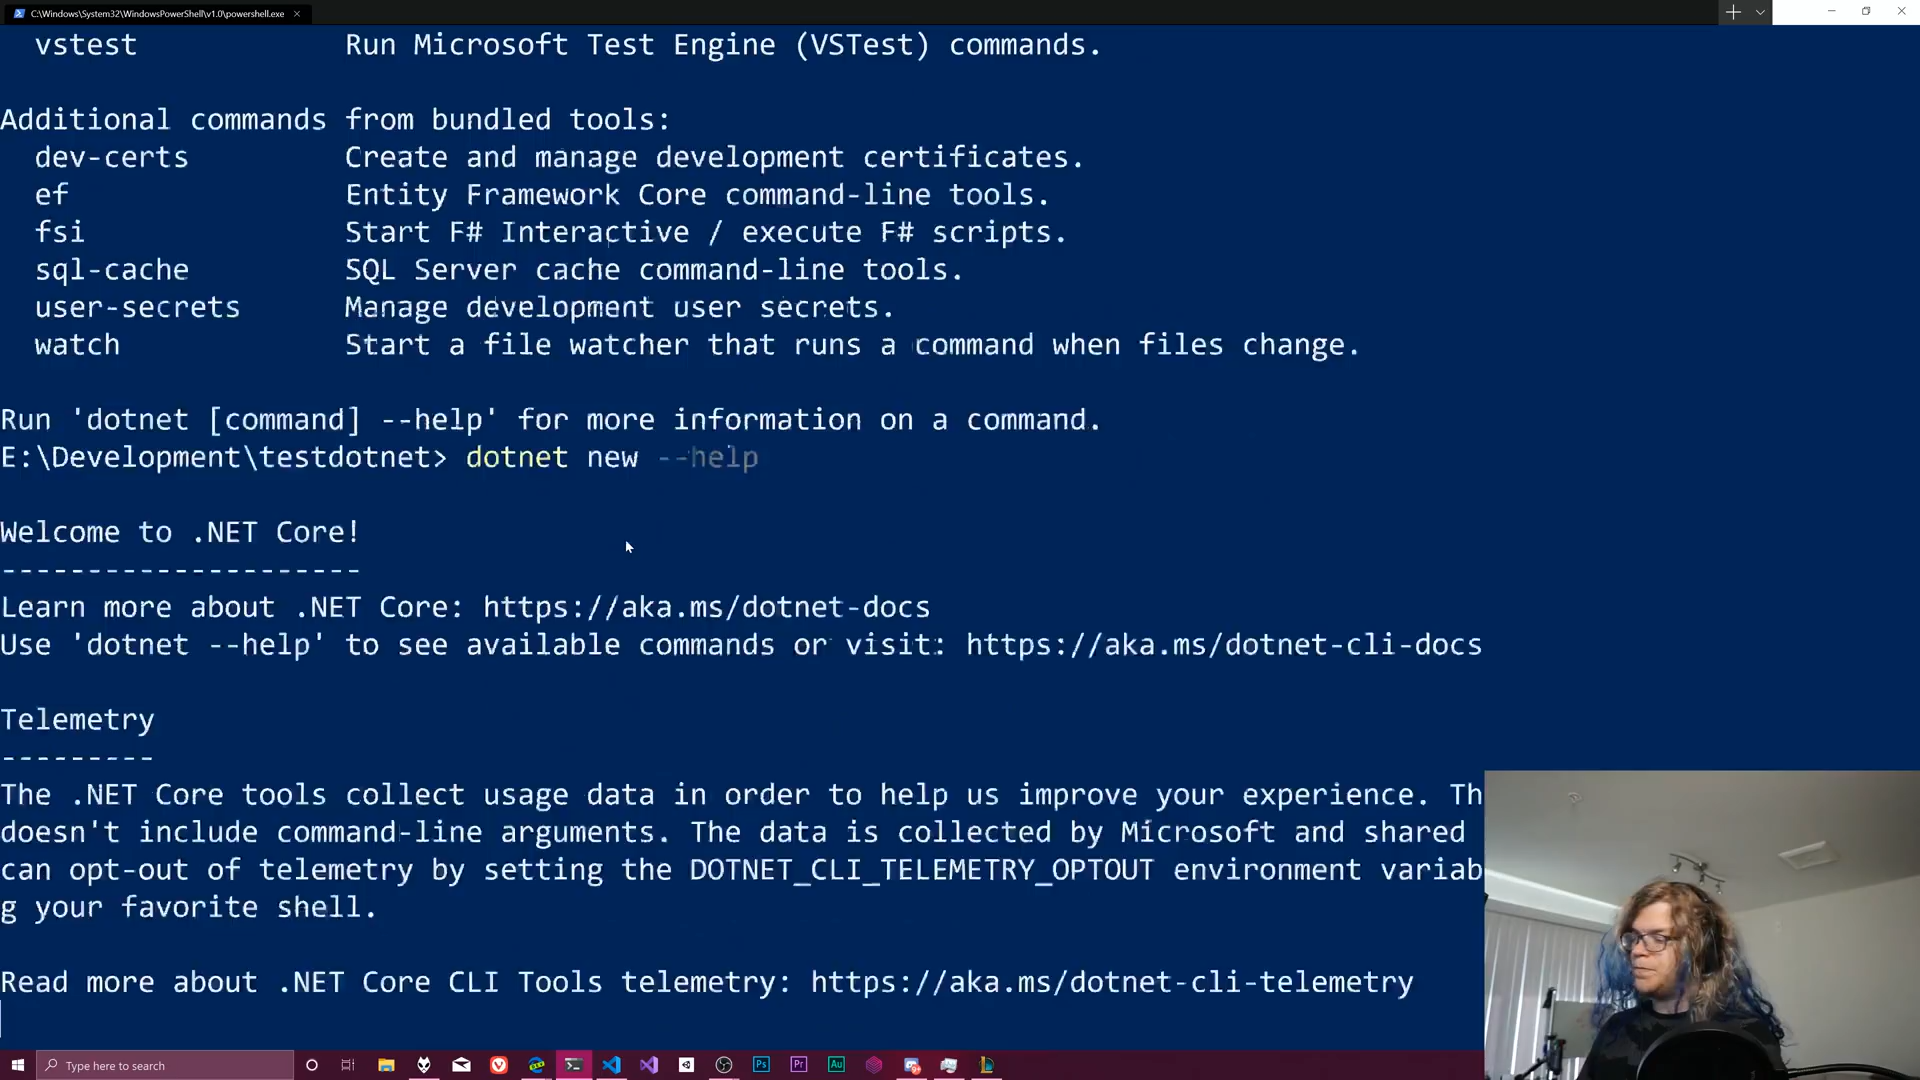 C:\Windows\System32\WindowsPowerShell\v1.0\powershell.exe
vstest Run Microsoft Test Engine (VSTest) commands.
Additional commands from bundled tools:
dev-certs Create and manage development certificates.
ef Entity Framework Core command-line tools.
fsi Start F# Interactive / execute F# scripts.
sql-cache SQL Server cache command-line tools.
user-secrets Manage development user secrets.
watch Start a file watcher that runs a command when files change.
Run 'dotnet [command] --help' for more information on a command.
E:\Development\testdotnet> dotnet new --help
Welcome to .NET Core!
---------------------
Learn more about .NET Core: https://aka.ms/dotnet-docs
Use 'dotnet --help' to see available commands or visit: https://aka.ms/dotnet-cli-docs
Telemetry
---------
The .NET Core tools collect usage data in order to help us improve your experience. Th
doesn't include command-line arguments. The data is collected by Microsoft and shared
can opt-out of telemetry by setting the DOTNET_CLI_TELEMETRY_OPTOUT environment variab
g your favorite shell.
Read more about .NET Core CLI Tools telemetry: https://aka.ms/dotnet-cli-telemetry
Type here to search
Ps
Pr
Au